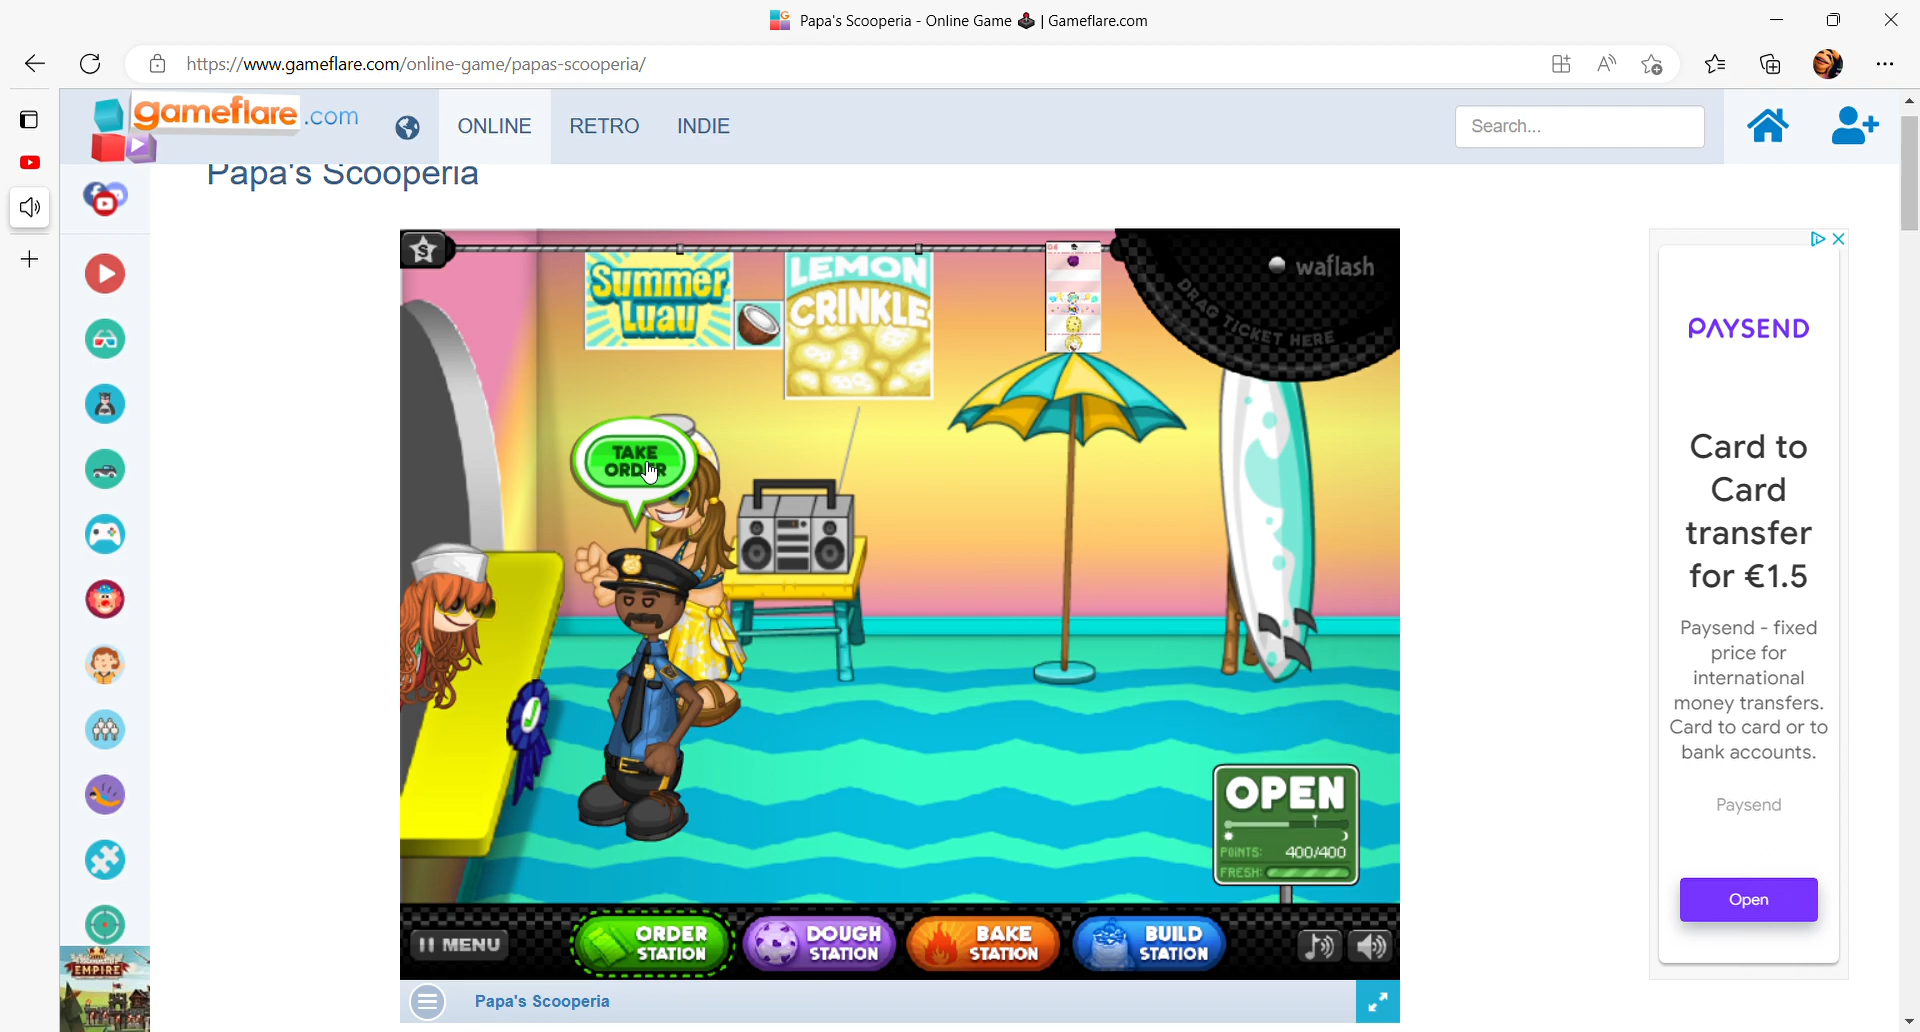 Papa's Scooperia - Online Game | Gameflare.com
https://www.gameflare.com/online-game/papas-scooperia/
gameflare.com
ONLINE
RETRO
INDIE
Search...
Papa's Scooperia
S
Summer
Luau
LEMON
CRINKLE
waflash
DRAG TICKET HERE
TAKE
ORDER
OPEN
POINTS: 400/400
FRESH:
MENU
ORDER
STATION
DOUGH
STATION
BAKE
STATION
BUILD
STATION
Papa's Scooperia
PAYSEND
Card to
Card
transfer
for €1.5
Paysend - fixed
price for
international
money transfers.
Card to card or to
bank accounts.
Paysend
Open
EMPIRE